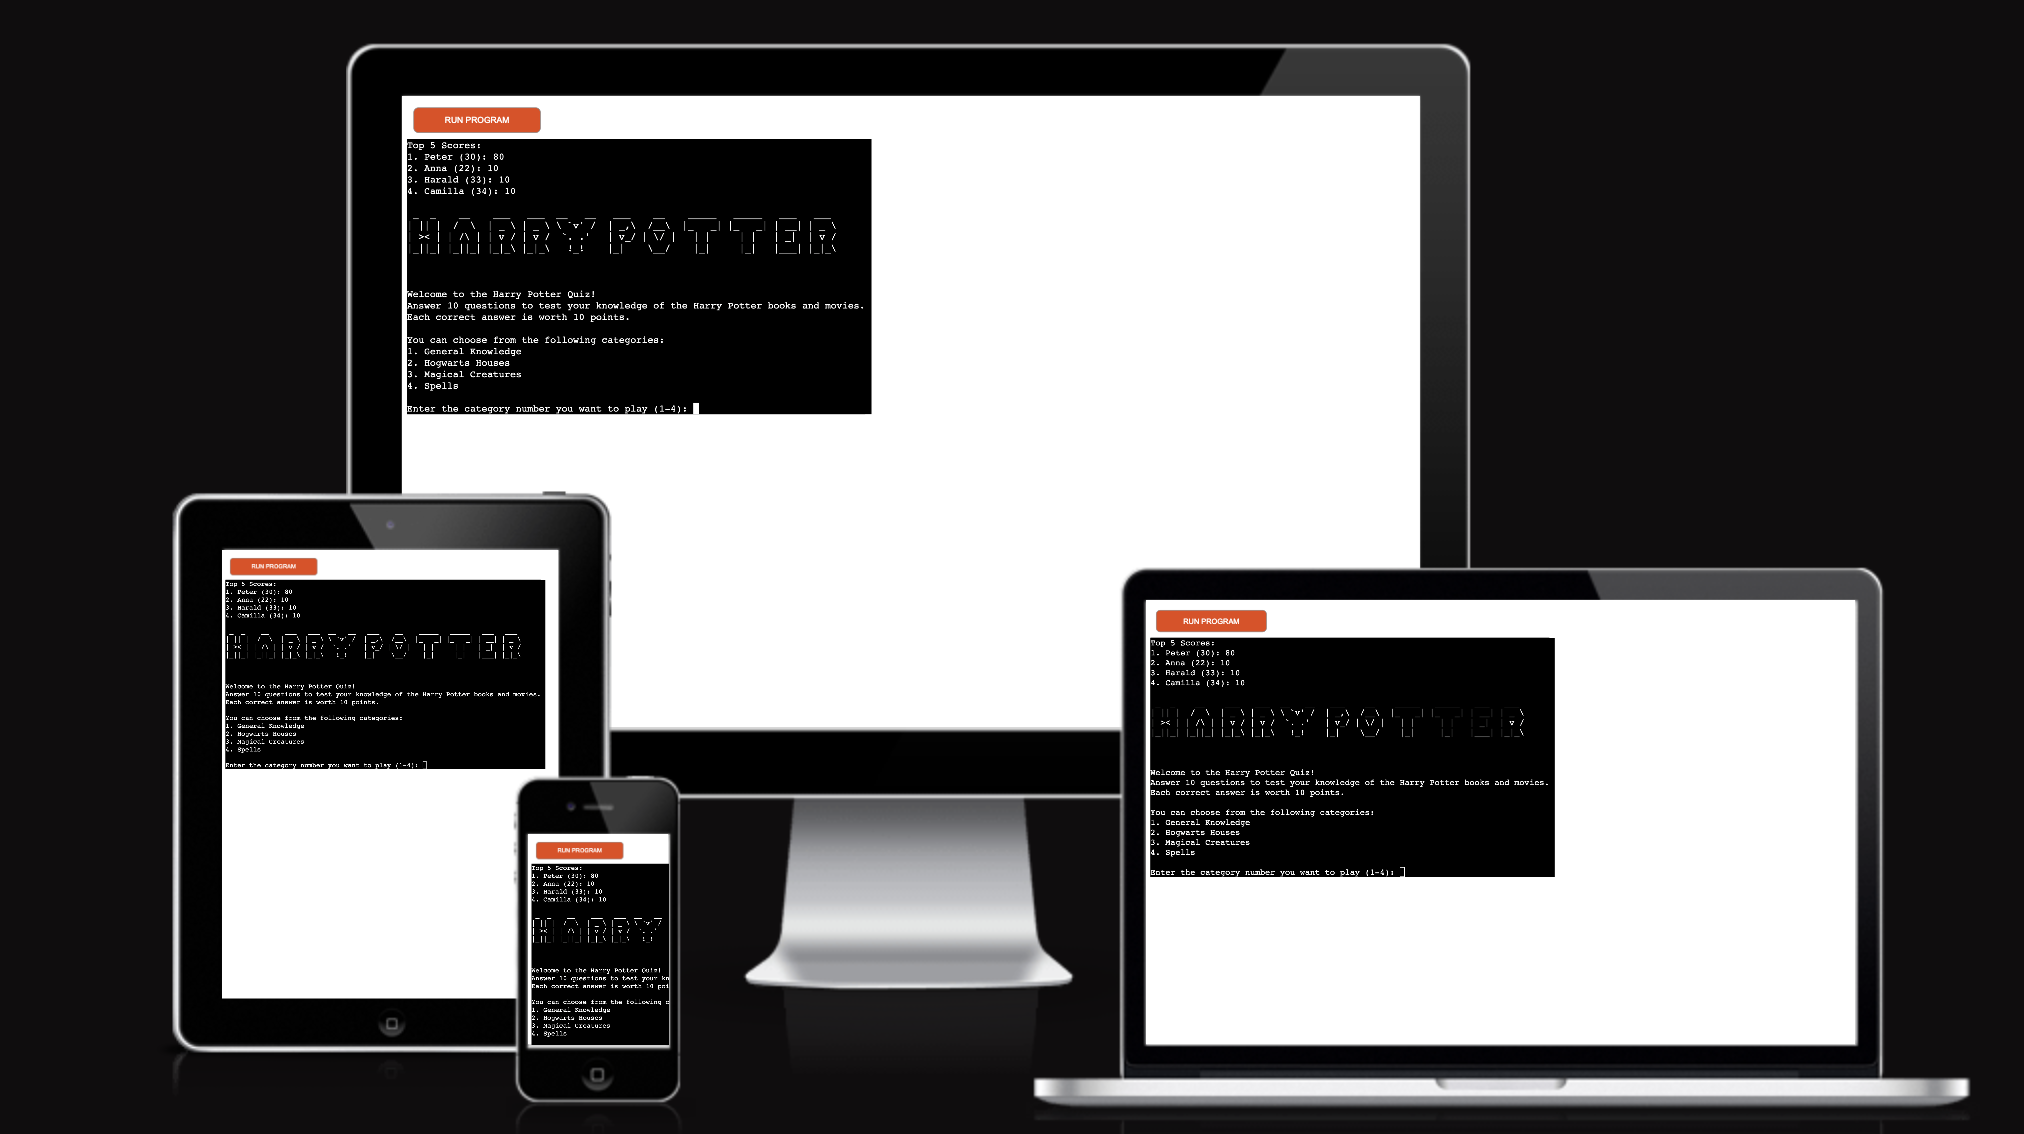 RUN PROGRAM
Top 5 Scores:
1. Peter (30): 80
2. Anna (22): 10
3. Harald (33): 10
4. Camilla (34): 10
HARRY POTTER
Welcome to the Harry Potter Quiz!
Answer 10 questions to test your knowledge of the Harry Potter books and movies.
Each correct answer is worth 10 points.
You can choose from the following categories:
1. General Knowledge
2. Hogwarts Houses
3. Magical Creatures
4. Spells
Enter the category number you want to play (1-4):
RUN PROGRAM
Top 5 Scores:
1. Peter (30): 80
2. Anna (22): 10
3. Harald (33): 10
4. Camilla (34): 10
HARRY POTTER
Welcome to the Harry Potter Quiz!
Answer 10 questions to test your knowledge of the Harry Potter books and movies.
Each correct answer is worth 10 points.
You can choose from the following categories:
1. General Knowledge
2. Hogwarts Houses
3. Magical Creatures
4. Spells
Enter the category number you want to play (1-4):
RUN PROGRAM
Top 5 Scores:
1. Peter (30): 80
2. Anna (22): 10
3. Harald (33): 10
4. Camilla (34): 10
HARRY
Welcome to the Harry Potter Quiz!
Answer 10 questions to test your kn
Each correct answer is worth 10 poi
You can choose from the following c
1. General Knowledge
2. Hogwarts Houses
3. Magical Creatures
4. Spells
RUN PROGRAM
Top 5 Scores:
1. Peter (30): 80
2. Anna (22): 10
3. Harald (33): 10
4. Camilla (34): 10
HARRY POTTER
Welcome to the Harry Potter Quiz!
Answer 10 questions to test your knowledge of the Harry Potter books and movies.
Each correct answer is worth 10 points.
You can choose from the following categories:
1. General Knowledge
2. Hogwarts Houses
3. Magical Creatures
4. Spells
Enter the category number you want to play (1-4):